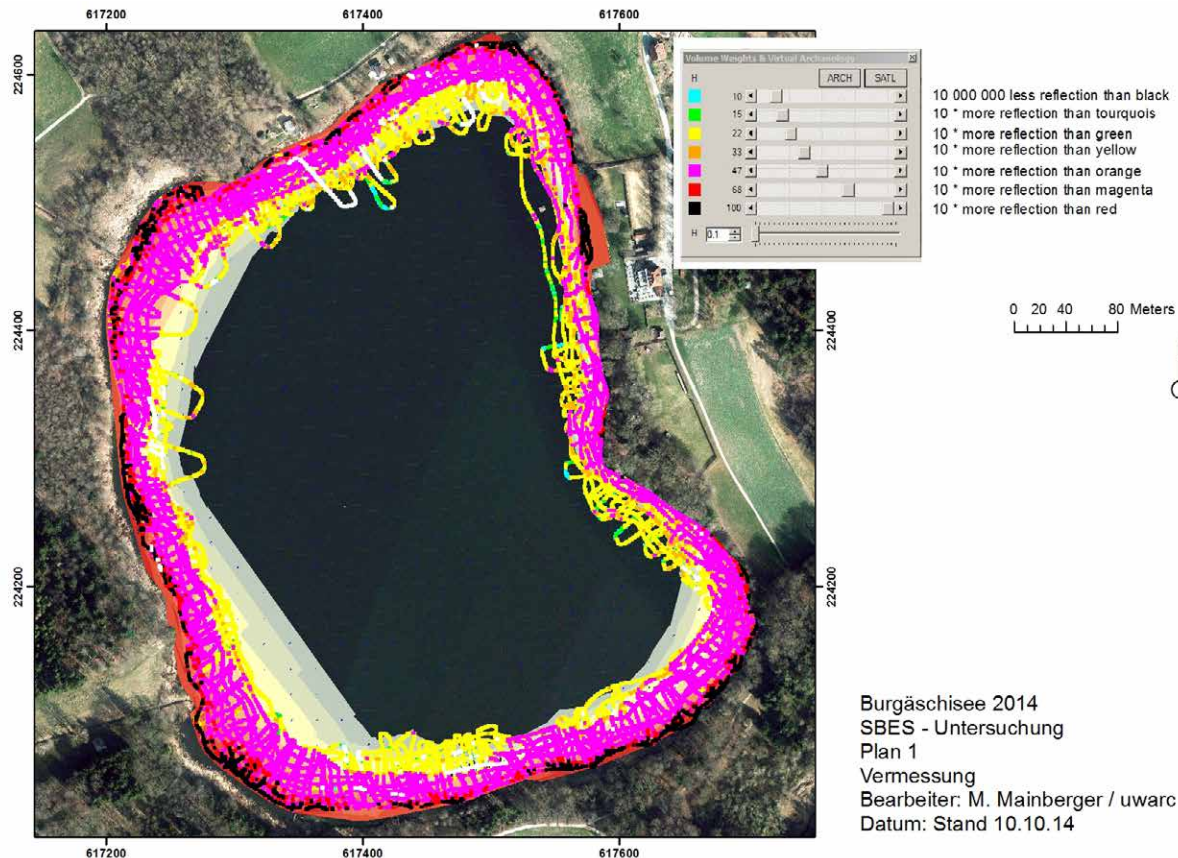 617200 617400 617600
224600
224400
224200
224600
224400
224200
617200 617400 617600
Volume Weights & Virtual Archaeology
H ARCH SATL
10
15
22
33
47
68
100
H 0.1
10 000 000 less reflection than black
10 * more reflection than tourquois
10 * more reflection than green
10 * more reflection than yellow
10 * more reflection than orange
10 * more reflection than magenta
10 * more reflection than red
0 20 40 80 Meters
Burgäschisee 2014
SBES - Untersuchung
Plan 1
Vermessung
Bearbeiter: M. Mainberger / uwarc
Datum: Stand 10.10.14